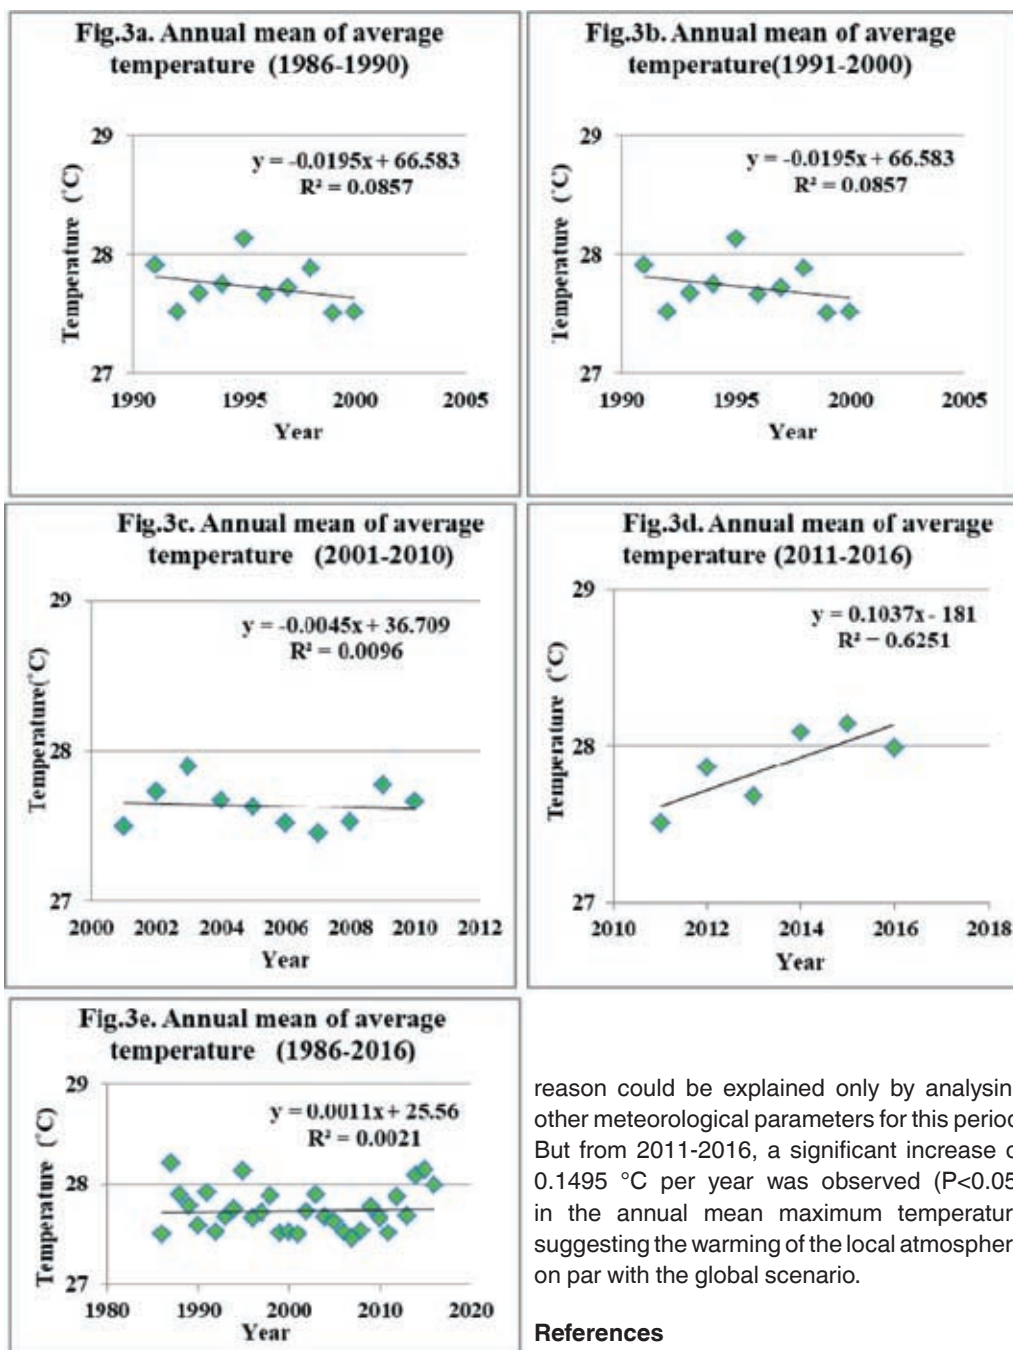 Fig.3a. Annual mean of average
temperature (1986-1990)
29
y = -0.0195x + 66.583
R² = 0.0857
Temperature (˚C)
28
27
1990 1995 2000 2005
Year
Fig.3b. Annual mean of average
temperature(1991-2000)
29
y = -0.0195x + 66.583
R² = 0.0857
Temperature (˚C)
28
27
1990 1995 2000 2005
Year
Fig.3c. Annual mean of average
temperature (2001-2010)
29
y = -0.0045x + 36.709
R² = 0.0096
Temperature(˚C)
28
27
2000 2002 2004 2006 2008 2010 2012
Year
Fig.3d. Annual mean of average
temperature (2011-2016)
29
y = 0.1037x - 181
R² = 0.6251
Temperature (˚C)
28
27
2010 2012 2014 2016 2018
Year
Fig.3e. Annual mean of average
temperature (1986-2016)
29
y = 0.0011x + 25.56
R² = 0.0021
Temperature (˚C)
28
27
1980 1990 2000 2010 2020
Year
reason could be explained only by analysin
other meteorological parameters for this period
But from 2011-2016, a significant increase o
0.1495 °C per year was observed (P<0.05
in the annual mean maximum temperatur
suggesting the warming of the local atmospher
on par with the global scenario.
References